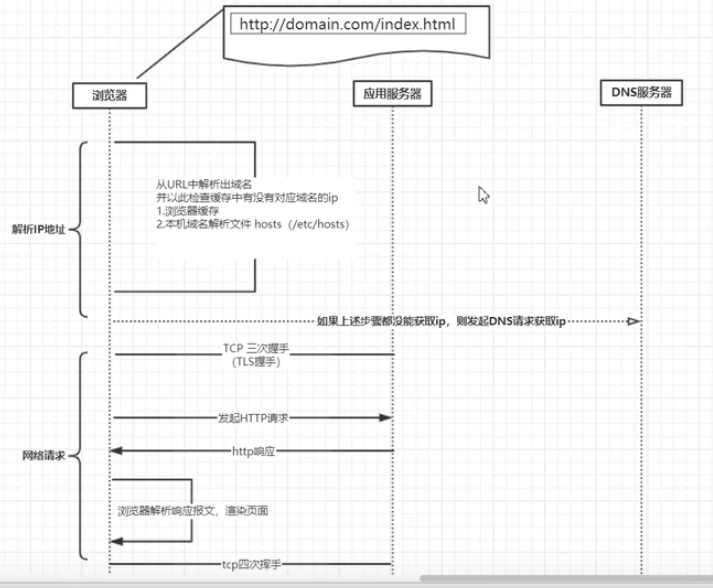 http://domain.com/index.html
浏览器
应用服务器
DNS服务器
从URL中解析出域名
并以此检查缓存中有没有对应域名的ip
1.浏览器缓存
2.本机域名解析文件 hosts（/etc/hosts）
解析IP地址
如果上述步骤都没能获取ip，则发起DNS请求获取ip
TCP 三次握手
（TLS握手）
发起HTTP请求
网络请求
http响应
浏览器解析响应报文，渲染页面
tcp四次挥手